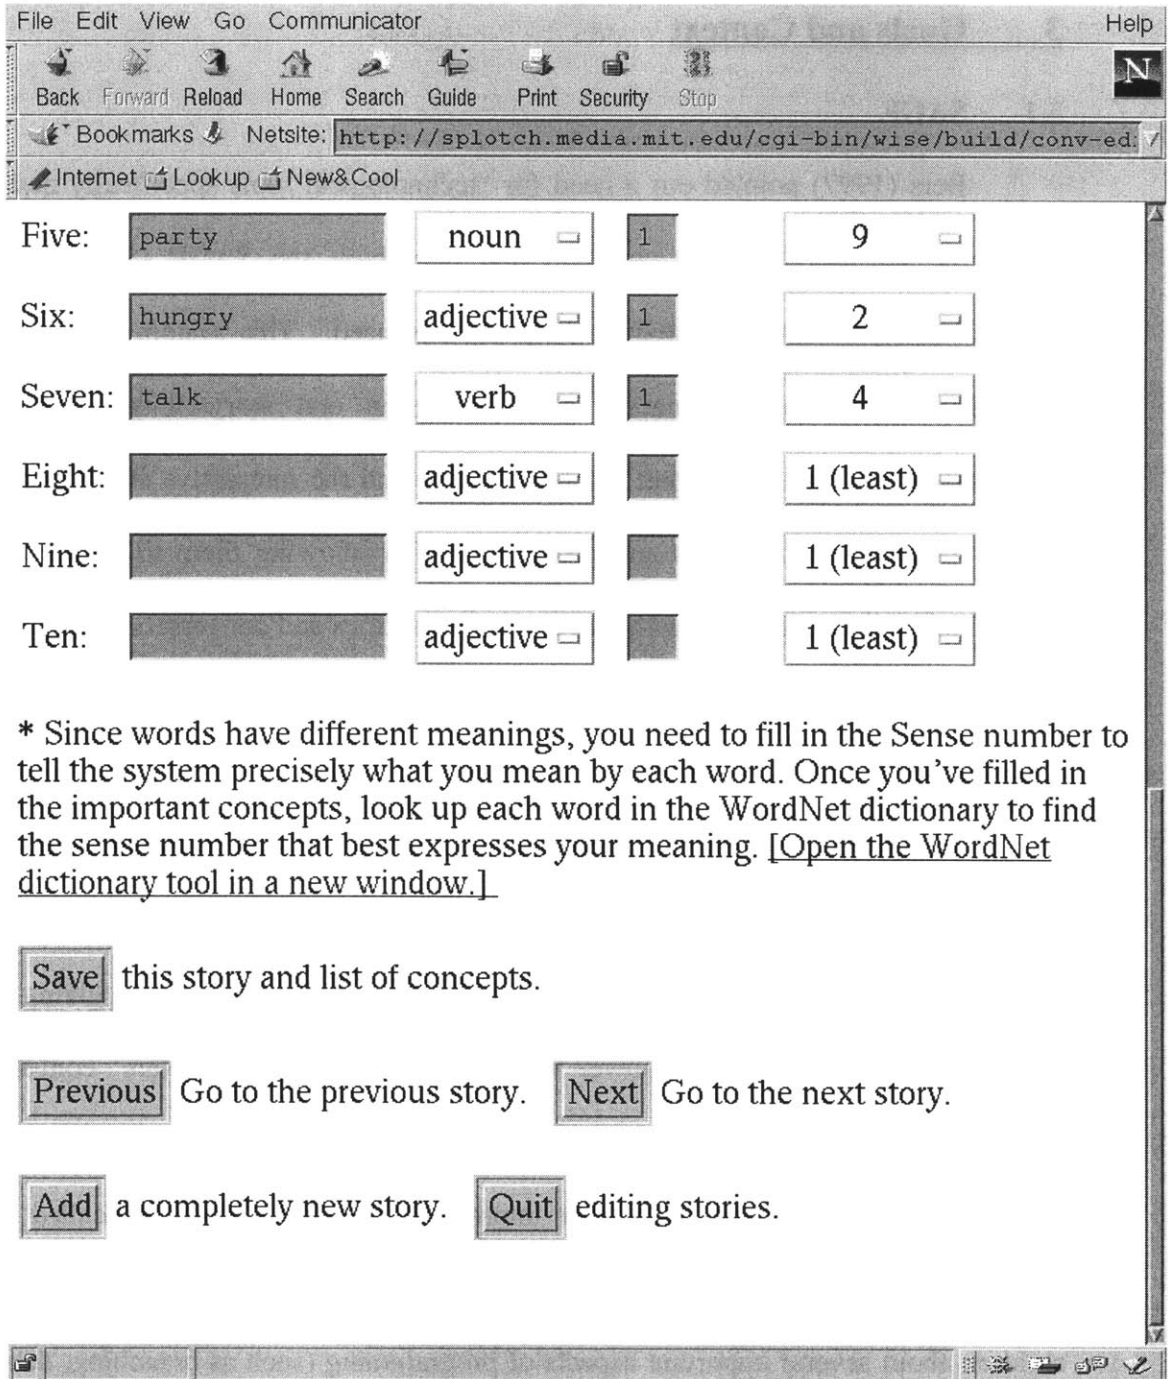 File Edit View Go Communicator Help
Back Forward Reload Home Search Guide Print Security Stop
N
Bookmarks Netsite: http://splotch.media.mit.edu/cgi-bin/wise/build/conv-ed
Internet Lookup New&Cool
Five: party noun 1 9
Six: hungry adjective 1 2
Seven: talk verb 1 4
Eight: adjective 1 (least)
Nine: adjective 1 (least)
Ten: adjective 1 (least)
* Since words have different meanings, you need to fill in the Sense number to
tell the system precisely what you mean by each word. Once you've filled in
the important concepts, look up each word in the WordNet dictionary to find
the sense number that best expresses your meaning. [Open the WordNet
dictionary tool in a new window.]
Save this story and list of concepts.
Previous Go to the previous story. Next Go to the next story.
Add a completely new story. Quit editing stories.